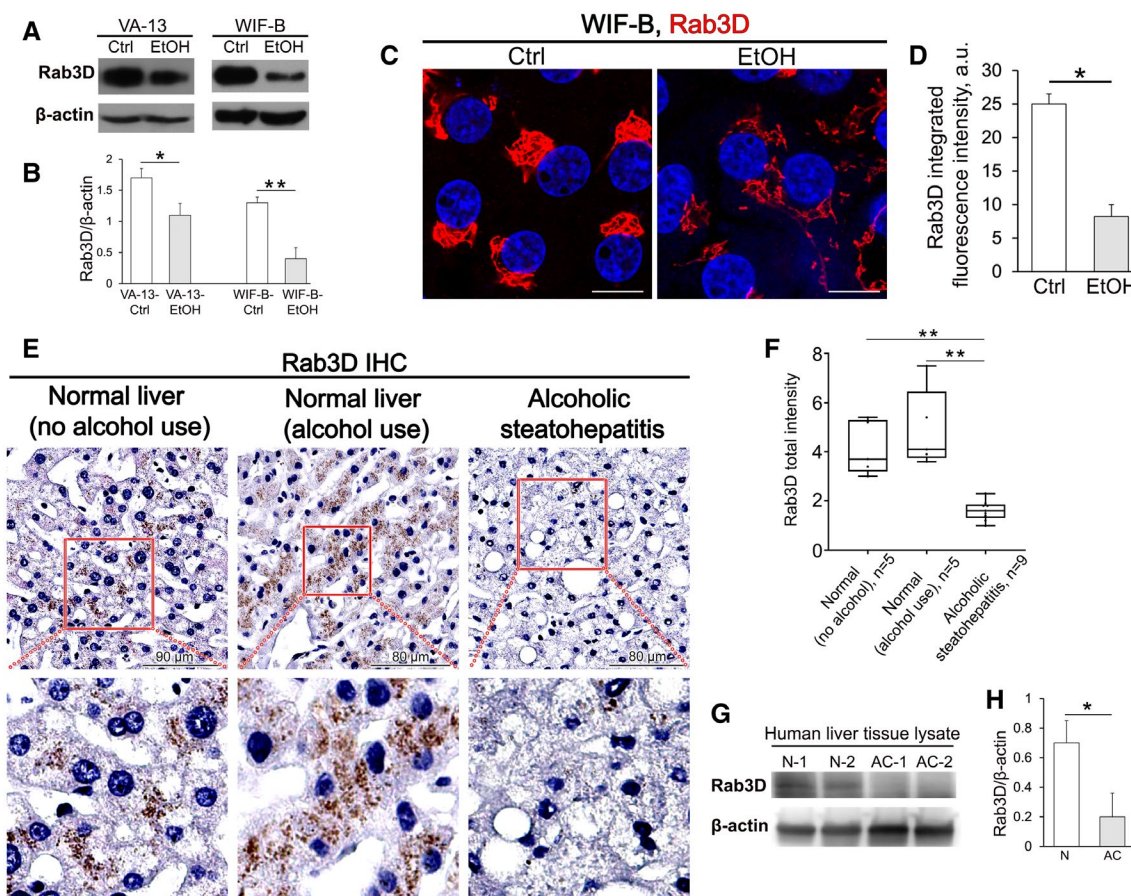 A
VA-13 WIF-B
Ctrl EtOH Ctrl EtOH
Rab3D
β-actin
B
Rab3D/β-actin
2
1.5
1
0.5
0
* **
VA-13-
Ctrl
VA-13-
EtOH
WIF-B-
Ctrl
WIF-B-
EtOH
C
WIF-B, Rab3D
Ctrl EtOH
D
Rab3D integrated
fluorescence intensity, a.u.
30
25
20
15
10
5
0
*
Ctrl EtOH
E
Rab3D IHC
Normal liver
(no alcohol use)
Normal liver
(alcohol use)
Alcoholic
steatohepatitis
90 µm
80 µm
80 µm
F
Rab3D total intensity
8
6
4
2
0
**
**
Normal
(no alcohol), n=5
Normal
(alcohol use), n=5
Alcoholic
steatohepatitis, n=9
G
Human liver tissue lysate
N-1 N-2 AC-1 AC-2
Rab3D
β-actin
H
Rab3D/β-actin
1
0.8
0.6
0.4
0.2
0
*
N AC